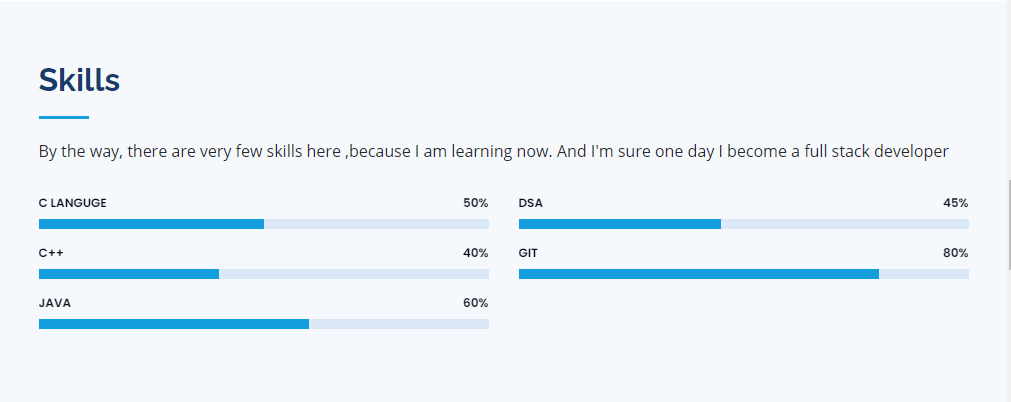 Skills
By the way, there are very few skills here ,because I am learning now. And I'm sure one day I become a full stack developer
C LANGUGE 50%
C++ 40%
JAVA 60%
DSA 45%
GIT 80%